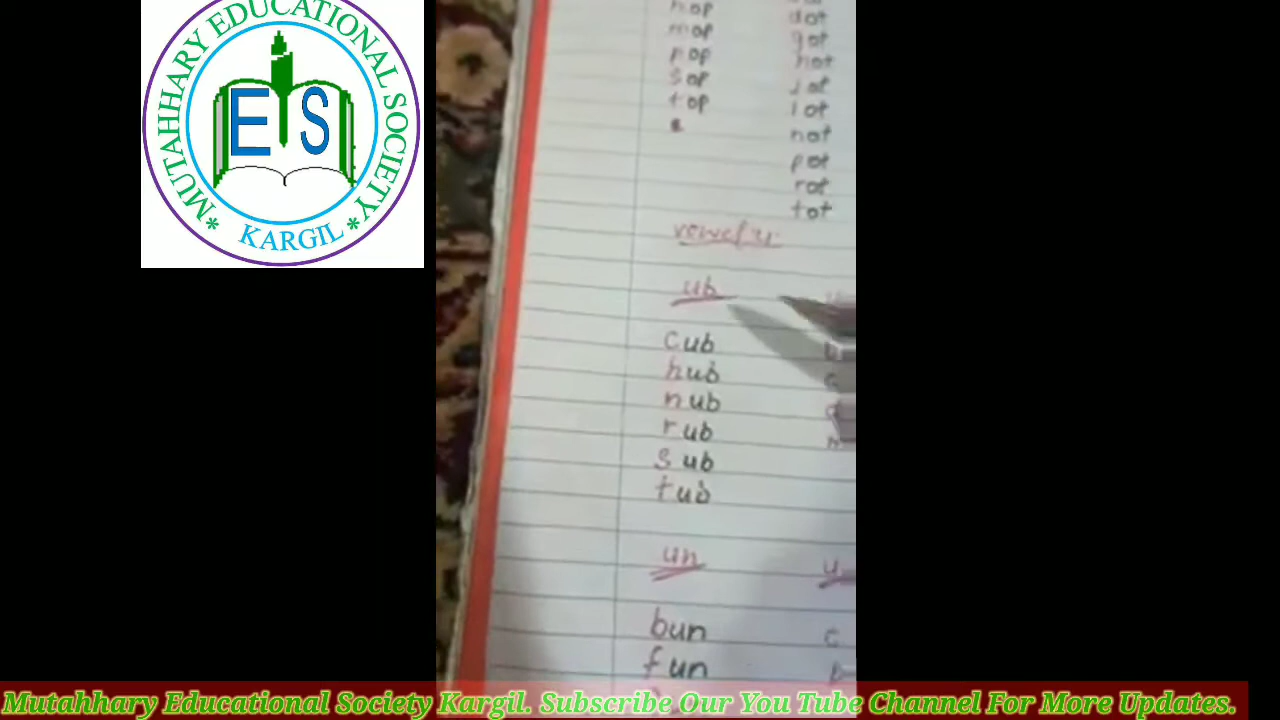 MUTAHHARY EDUCATIONAL SOCIETY
E S
KARGIL
hop
mop
pop
sop
top
dot
got
hot
jot
lot
not
pot
rot
tot
vowel u
ub
cub
hub
nub
rub
sub
tub
un
bun
fun
Mutahhary Educational Society Kargil. Subscribe Our You Tube Channel For More Updates.